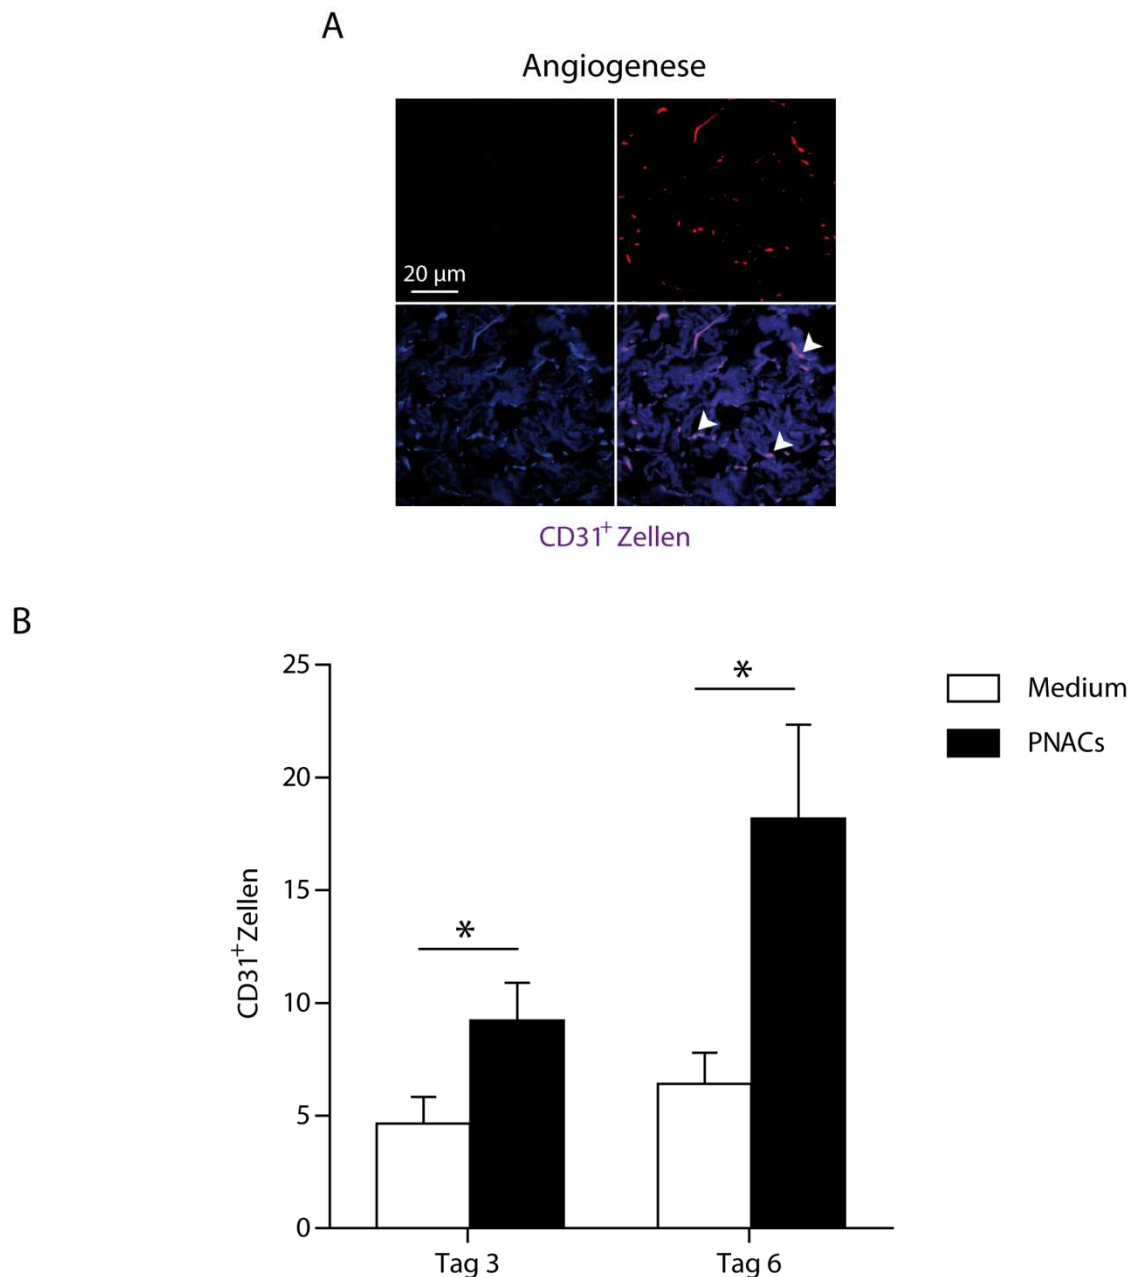 A
Angiogenese
20 µm
CD31⁺ Zellen
B
25
20
15
10
5
0
CD31⁺ Zellen
*
*
Tag 3
Tag 6
Medium
PNACs